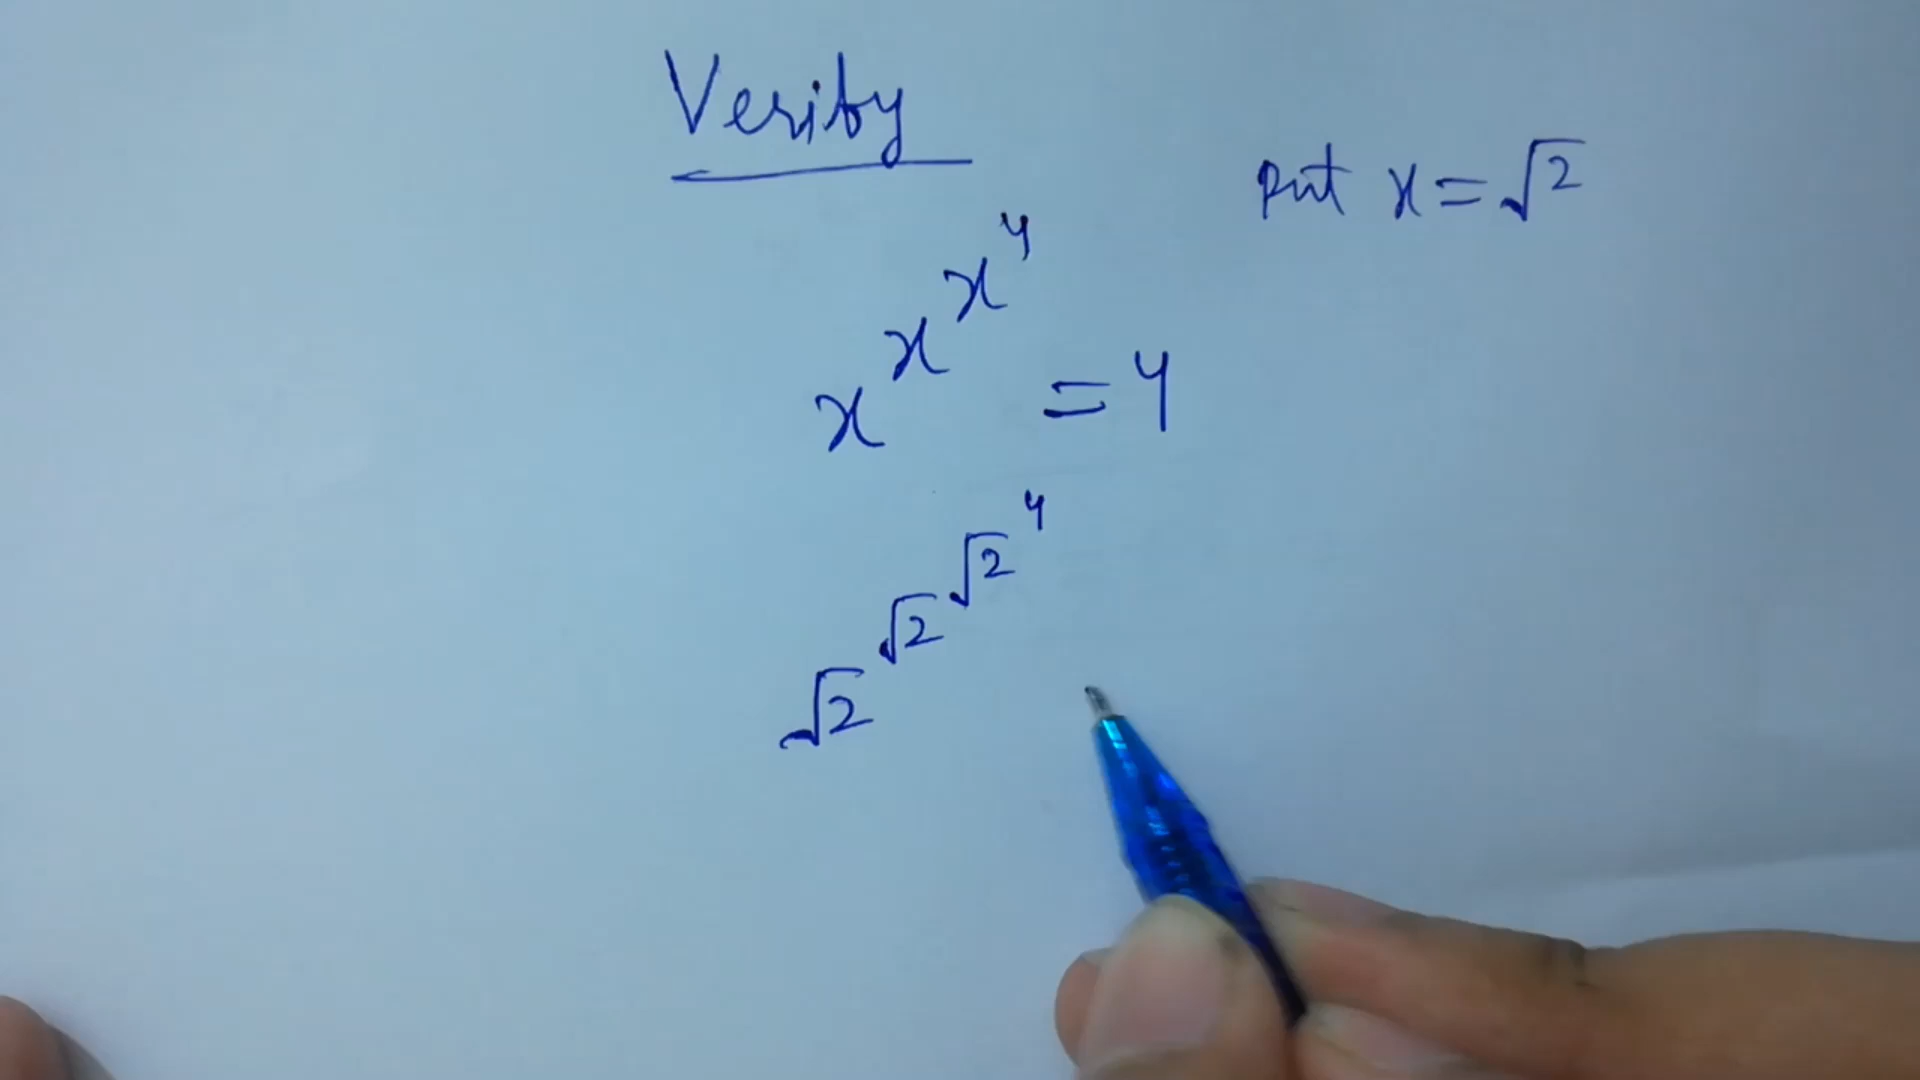 Verify
Put x = √2
x^x^x^4 = 4
√2^√2^√2^4